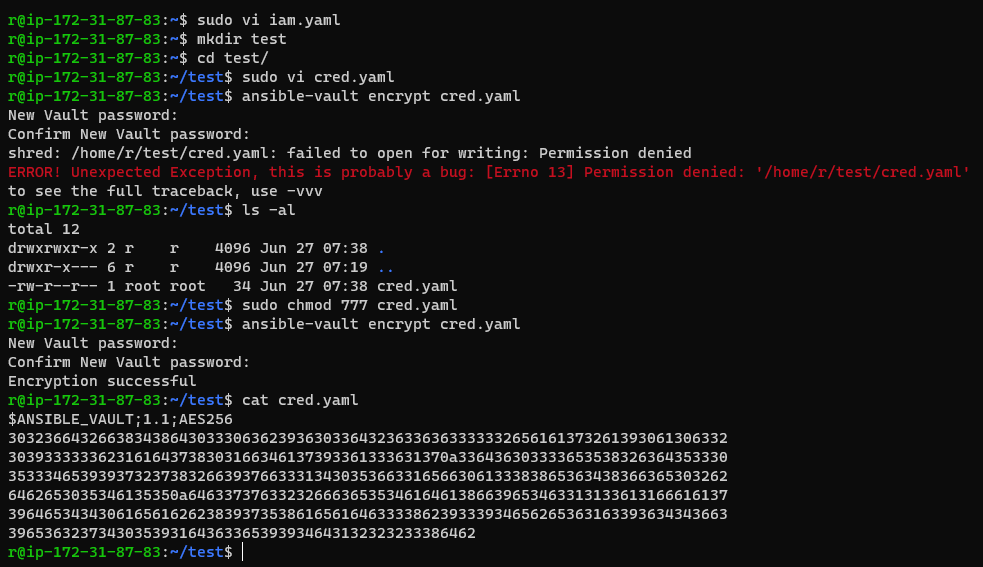 r@ip-172-31-87-83:~$ sudo vi iam.yaml
r@ip-172-31-87-83:~$ mkdir test
r@ip-172-31-87-83:~$ cd test/
r@ip-172-31-87-83:~/test$ sudo vi cred.yaml
r@ip-172-31-87-83:~/test$ ansible-vault encrypt cred.yaml
New Vault password:
Confirm New Vault password:
shred: /home/r/test/cred.yaml: failed to open for writing: Permission denied
ERROR! Unexpected Exception, this is probably a bug: [Errno 13] Permission denied: '/home/r/test/cred.yaml'
to see the full traceback, use -vvv
r@ip-172-31-87-83:~/test$ ls -al
total 12
drwxrwxr-x 2 r    r    4096 Jun 27 07:38 .
drwxr-x--- 6 r    r    4096 Jun 27 07:19 ..
-rw-r--r-- 1 root root   34 Jun 27 07:38 cred.yaml
r@ip-172-31-87-83:~/test$ sudo chmod 777 cred.yaml
r@ip-172-31-87-83:~/test$ ansible-vault encrypt cred.yaml
New Vault password:
Confirm New Vault password:
Encryption successful
r@ip-172-31-87-83:~/test$ cat cred.yaml
$ANSIBLE_VAULT;1.1;AES256
30323664326638343864303330636239363033643236336363333332656161373261393061306332
3039333333623161643738303166346137393361333631370a336436303333653538326364353330
35333465393937323738326639376633313430353663316566306133383865363438366365303262
6462653035346135350a646337376332326663653534616461386639653463313133613166616137
39646534343061656162623839373538616561646333386239333934656265363163393634343663
3965363237343035393164363365393934643132323233386462
r@ip-172-31-87-83:~/test$